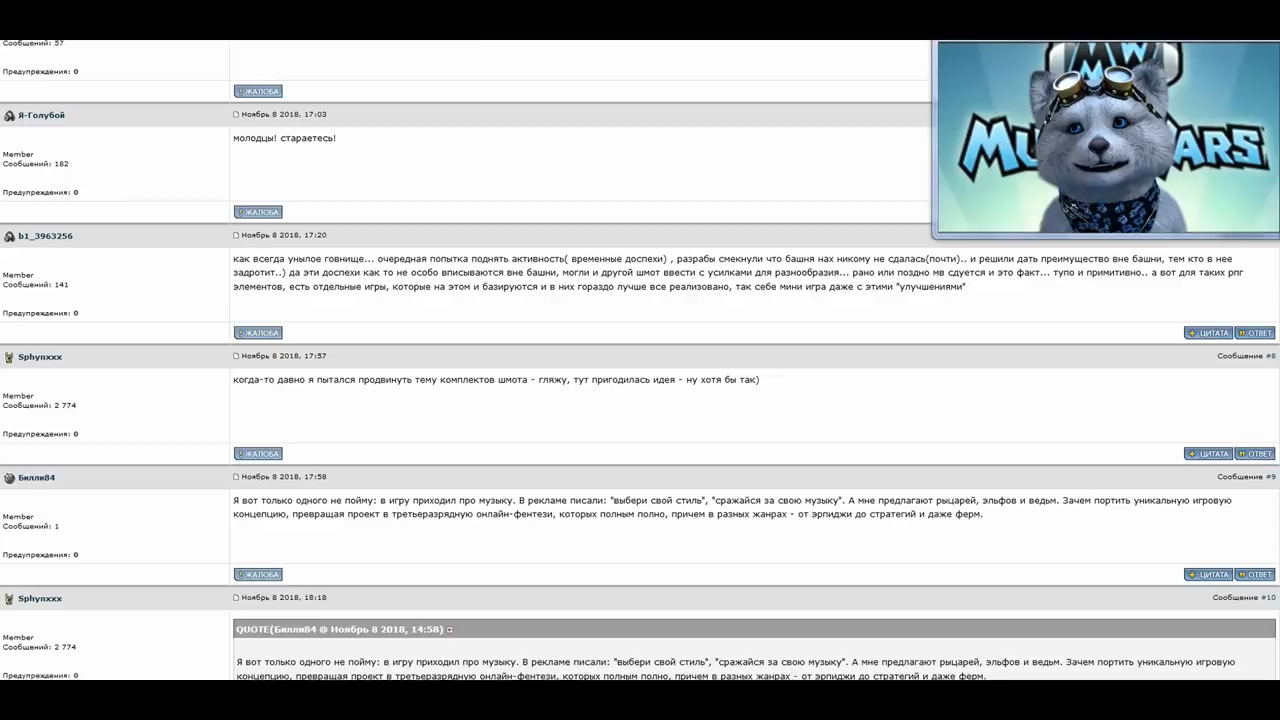 Сообщений: 57
Предупреждения: 0
ЖАЛОБА
Я-Голубой
Ноябрь 8 2018, 17:03
Member
Сообщений: 182
Предупреждения: 0
молодцы! стараетесь!
ЖАЛОБА
MW
b1_3963256
Ноябрь 8 2018, 17:20
Member
Сообщений: 141
Предупреждения: 0
как всегда унылое говнище... очередная попытка поднять активность( временные доспехи) , разрабы смекнули что башня нах никому не сдалась(почти).. и решили дать преимущество вне башни, тем кто в нее
задротит..) да эти доспехи как то не особо вписываются вне башни, могли и другой шмот ввести с усилками для разнообразия... рано или поздно мв сдуется и это факт... тупо и примитивно.. а вот для таких рпг
элементов, есть отдельные игры, которые на этом и базируются и в них гораздо лучше все реализовано, так себе мини игра даже с этими "улучшениями"
ЖАЛОБА
ЦИТАТА
ОТВЕТ
Sphynxxx
Ноябрь 8 2018, 17:57
Сообщение #8
Member
Сообщений: 2 774
Предупреждения: 0
когда-то давно я пытался продвинуть тему комплектов шмота - гляжу, тут пригодилась идея - ну хотя бы так)
ЖАЛОБА
ЦИТАТА
ОТВЕТ
Билли84
Ноябрь 8 2018, 17:58
Сообщение #9
Member
Сообщений: 1
Предупреждения: 0
Я вот только одного не пойму: в игру приходил про музыку. В рекламе писали: "выбери свой стиль", "сражайся за свою музыку". А мне предлагают рыцарей, эльфов и ведьм. Зачем портить уникальную игровую
концепцию, превращая проект в третьеразрядную онлайн-фентези, которых полным полно, причем в разных жанрах - от эрпиджи до стратегий и даже ферм.
ЖАЛОБА
ЦИТАТА
ОТВЕТ
Sphynxxx
Ноябрь 8 2018, 18:18
Сообщение #10
Member
Сообщений: 2 774
Предупреждения: 0
QUOTE(Билли84 @ Ноябрь 8 2018, 14:58)
Я вот только одного не пойму: в игру приходил про музыку. В рекламе писали: "выбери свой стиль", "сражайся за свою музыку". А мне предлагают рыцарей, эльфов и ведьм. Зачем портить уникальную игровую
концепцию, превращая проект в третьеразрядную онлайн-фентези, которых полным полно, причем в разных жанрах - от эрпиджи до стратегий и даже ферм.